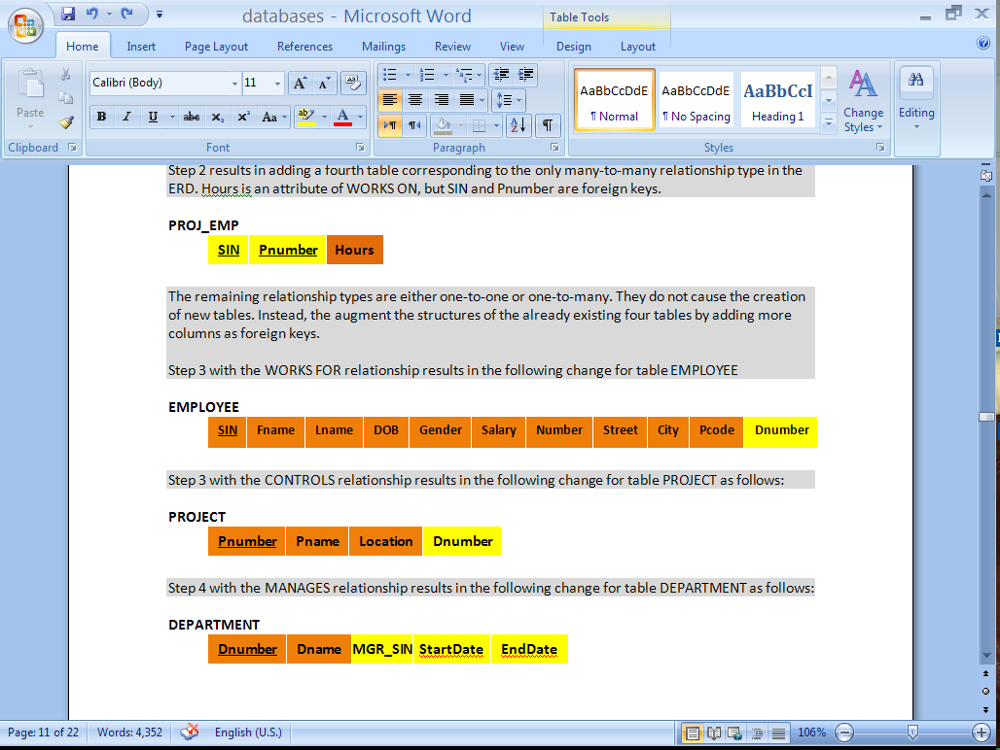 databases - Microsoft Word
Table Tools
Home Insert Page Layout References Mailings Review View Design Layout
Paste
Calibri (Body) 11
B I U abc X₂ X² Aa ab A
AaBbCcDdE AaBbCcDdE AaBbCcI
¶ Normal ¶ No Spacing Heading 1
Change Styles
Editing
Clipboard Font Paragraph Styles
Step 2 results in adding a fourth table corresponding to the only many-to-many relationship type in the
ERD. Hours is an attribute of WORKS ON, but SIN and Pnumber are foreign keys.
PROJ_EMP
SIN Pnumber Hours
The remaining relationship types are either one-to-one or one-to-many. They do not cause the creation
of new tables. Instead, the augment the structures of the already existing four tables by adding more
columns as foreign keys.
Step 3 with the WORKS FOR relationship results in the following change for table EMPLOYEE
EMPLOYEE
SIN Fname Lname DOB Gender Salary Number Street City Pcode Dnumber
Step 3 with the CONTROLS relationship results in the following change for table PROJECT as follows:
PROJECT
Pnumber Pname Location Dnumber
Step 4 with the MANAGES relationship results in the following change for table DEPARTMENT as follows:
DEPARTMENT
Dnumber Dname MGR_SIN StartDate EndDate
Page: 11 of 22 Words: 4,352 English (U.S.) 106%